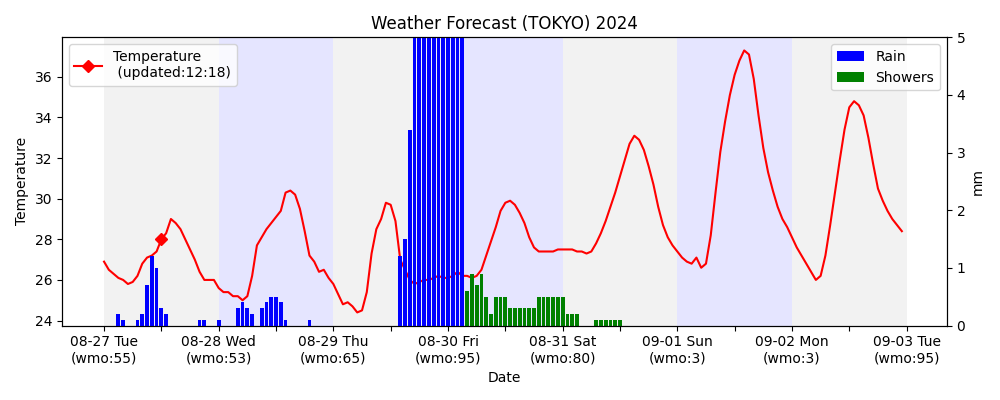 Weather Forecast (TOKYO) 2024
Temperature
(updated:12:18)
Rain
Showers
36
34
32
30
28
26
24
Temperature
5
4
3
2
1
0
mm
08-27 Tue
(wmo:55)
08-28 Wed
(wmo:53)
08-29 Thu
(wmo:65)
08-30 Fri
(wmo:95)
08-31 Sat
(wmo:80)
09-01 Sun
(wmo:3)
09-02 Mon
(wmo:3)
09-03 Tue
(wmo:95)
Date